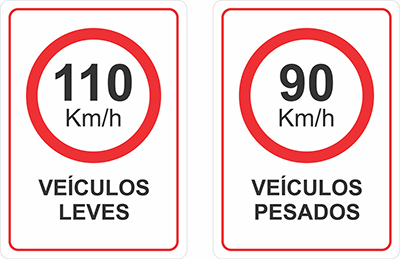 110
Km/h
VEÍCULOS
LEVES
90
Km/h
VEÍCULOS
PESADOS